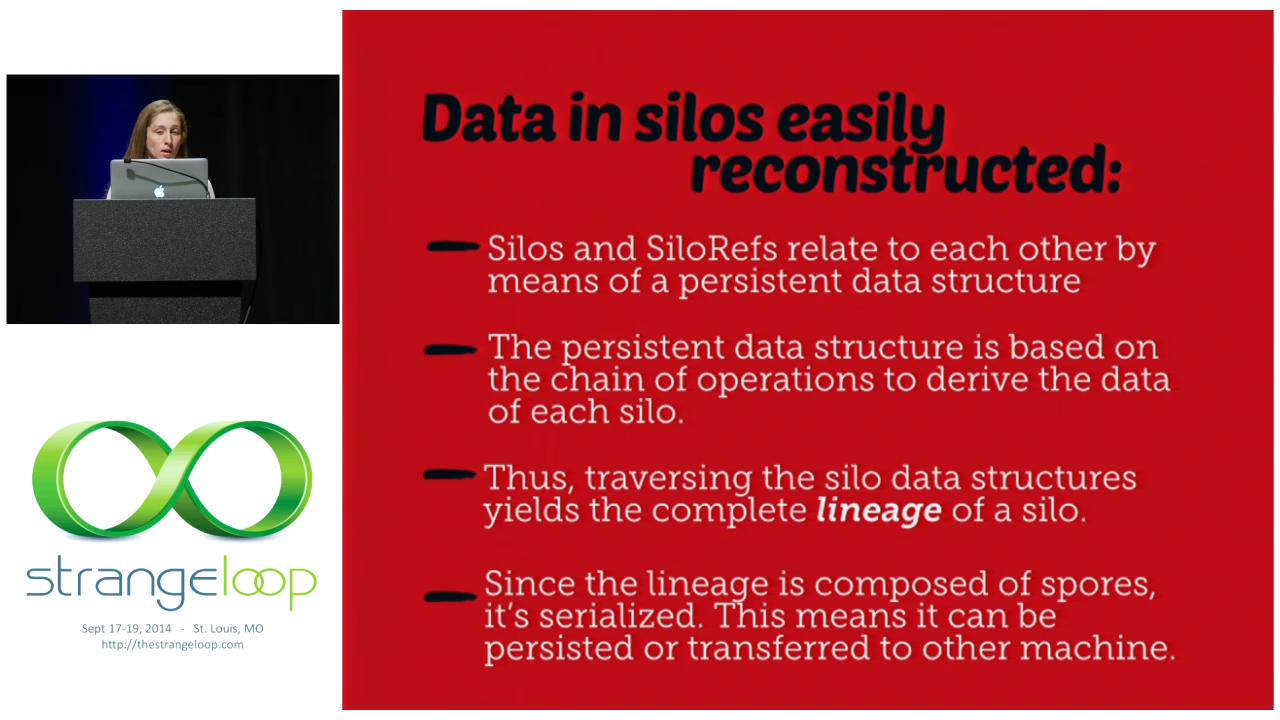 Data in silos easily
reconstructed:
Silos and SiloRefs relate to each other by
means of a persistent data structure
The persistent data structure is based on
the chain of operations to derive the data
of each silo.
Thus, traversing the silo data structures
yields the complete lineage of a silo.
Since the lineage is composed of spores,
it's serialized. This means it can be
persisted or transferred to other machine.
strangeloop
Sept 17-19, 2014 - St. Louis, MO
http://thestrangeloop.com